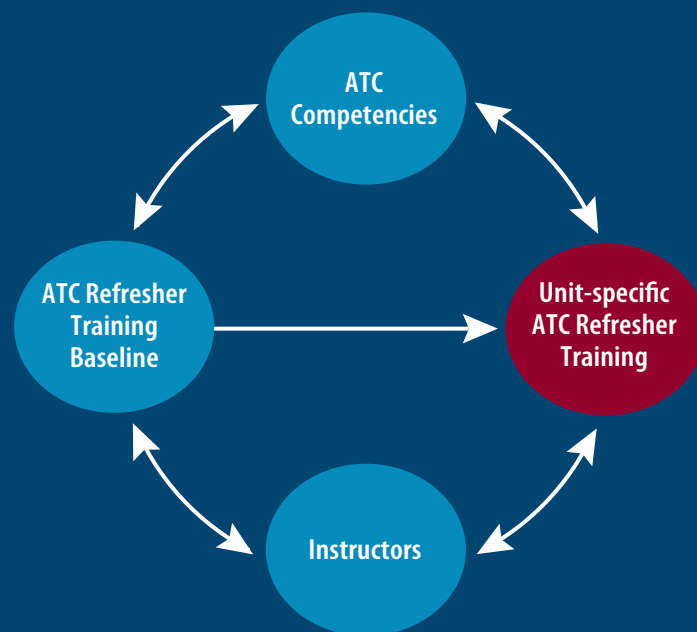 ATC
Competencies
ATC Refresher
Training
Baseline
Unit-specific
ATC Refresher
Training
Instructors